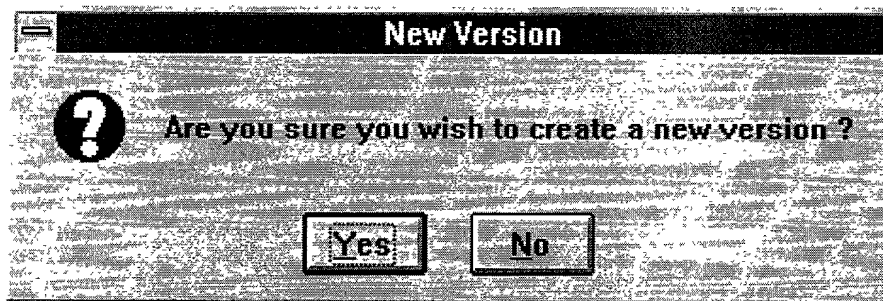 New Version
Are you sure you wish to create a new version ?
Yes
No